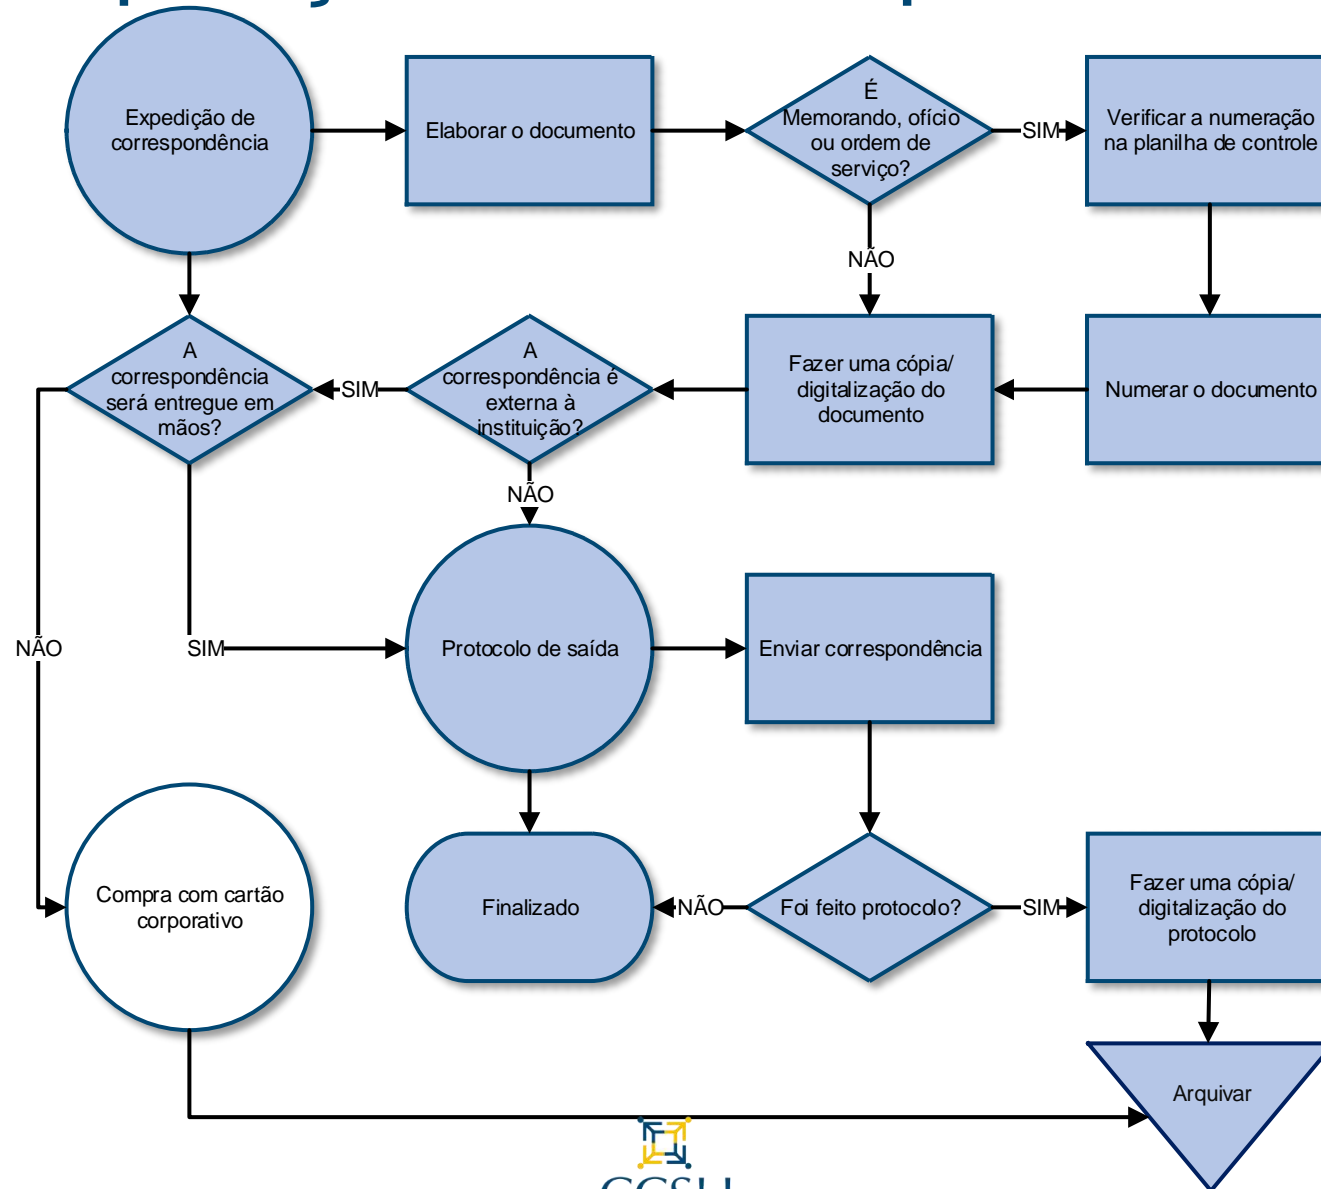 Expedição de
correspondência
Elaborar o documento
É
Memorando, ofício
ou ordem de
serviço?
SIM
Verificar a numeração
na planilha de controle
NÃO
A
correspondência
será entregue em
mãos?
SIM
A
correspondência é
externa à
instituição?
Fazer uma cópia/
digitalização do
documento
Numerar o documento
NÃO
NÃO
SIM
Protocolo de saída
Enviar correspondência
Compra com cartão
corporativo
Finalizado
NÃO
Foi feito protocolo?
SIM
Fazer uma cópia/
digitalização do
protocolo
Arquivar